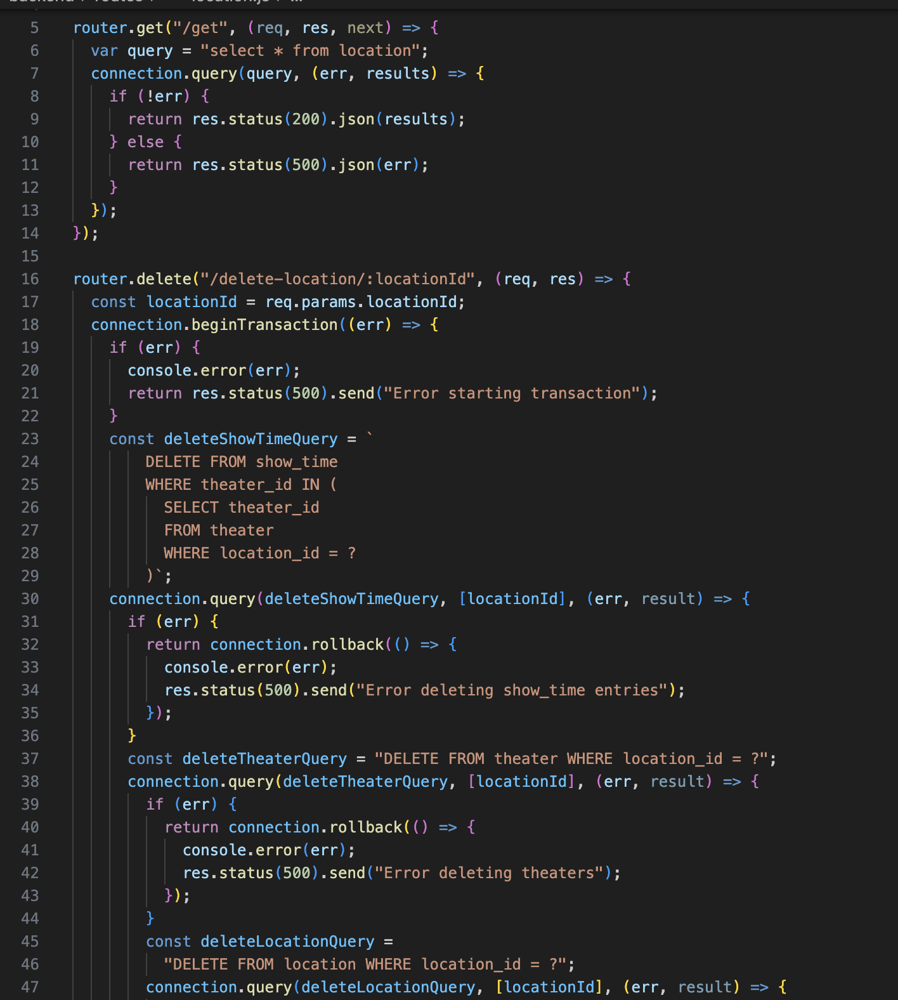 backend > routes > location.js > ...
5 router.get("/get", (req, res, next) => {
6   var query = "select * from location";
7   connection.query(query, (err, results) => {
8     if (!err) {
9       return res.status(200).json(results);
10     } else {
11       return res.status(500).json(err);
12     }
13   });
14 });
15
16 router.delete("/delete-location/:locationId", (req, res) => {
17   const locationId = req.params.locationId;
18   connection.beginTransaction((err) => {
19     if (err) {
20       console.error(err);
21       return res.status(500).send("Error starting transaction");
22     }
23     const deleteShowTimeQuery = `
24         DELETE FROM show_time
25         WHERE theater_id IN (
26           SELECT theater_id
27           FROM theater
28           WHERE location_id = ?
29         )`;
30     connection.query(deleteShowTimeQuery, [locationId], (err, result) => {
31       if (err) {
32         return connection.rollback(() => {
33           console.error(err);
34           res.status(500).send("Error deleting show_time entries");
35         });
36       }
37       const deleteTheaterQuery = "DELETE FROM theater WHERE location_id = ?";
38       connection.query(deleteTheaterQuery, [locationId], (err, result) => {
39         if (err) {
40           return connection.rollback(() => {
41             console.error(err);
42             res.status(500).send("Error deleting theaters");
43           });
44         }
45         const deleteLocationQuery =
46           "DELETE FROM location WHERE location_id = ?";
47         connection.query(deleteLocationQuery, [locationId], (err, result) => {